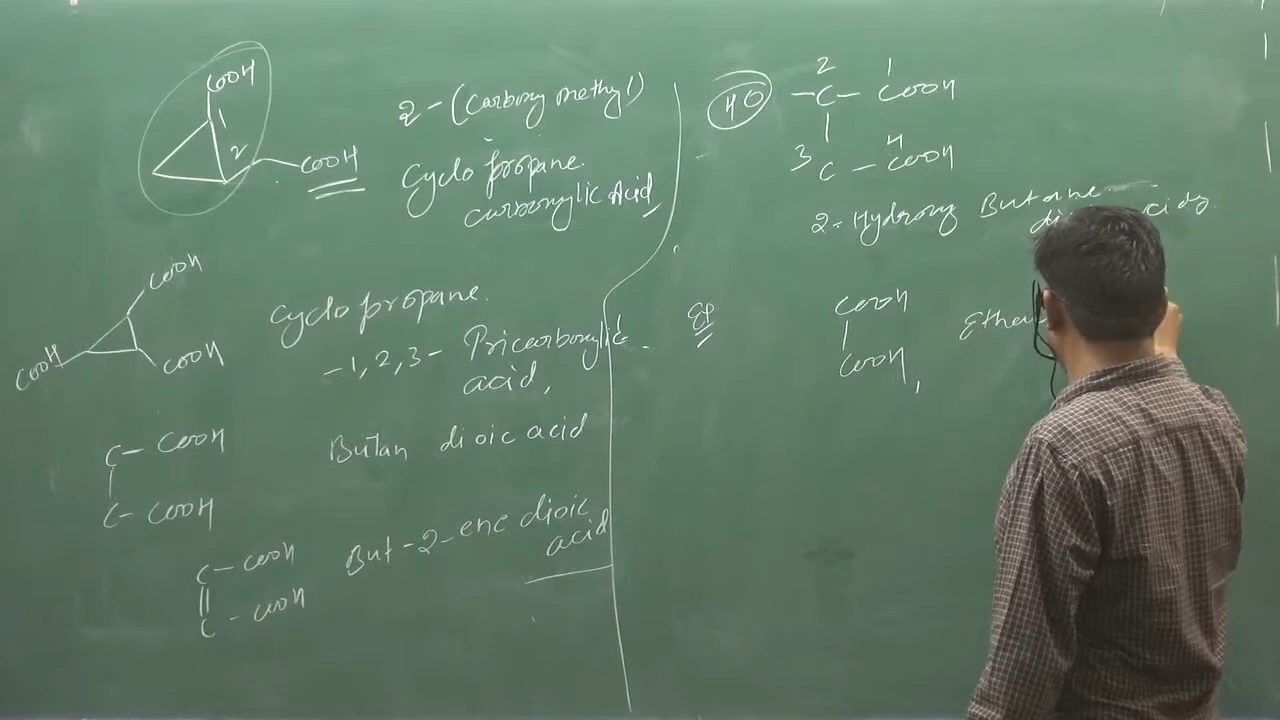 COOH
1
2
COOH
2-(Carboxy methyl)
Cyclo propane
carboxylic Acid
COOH
COOH
COOH
Cyclo propane.
-1,2,3- Tricarboxylic
acid,
C-COOH
C-COOH
Butan dioic acid
C-COOH
C-COOH
But-2-ene dioic
acid
2 1
HO -C- COOH
3 C - COOH 4
2-Hydroxy Butane
COOH
COOH,